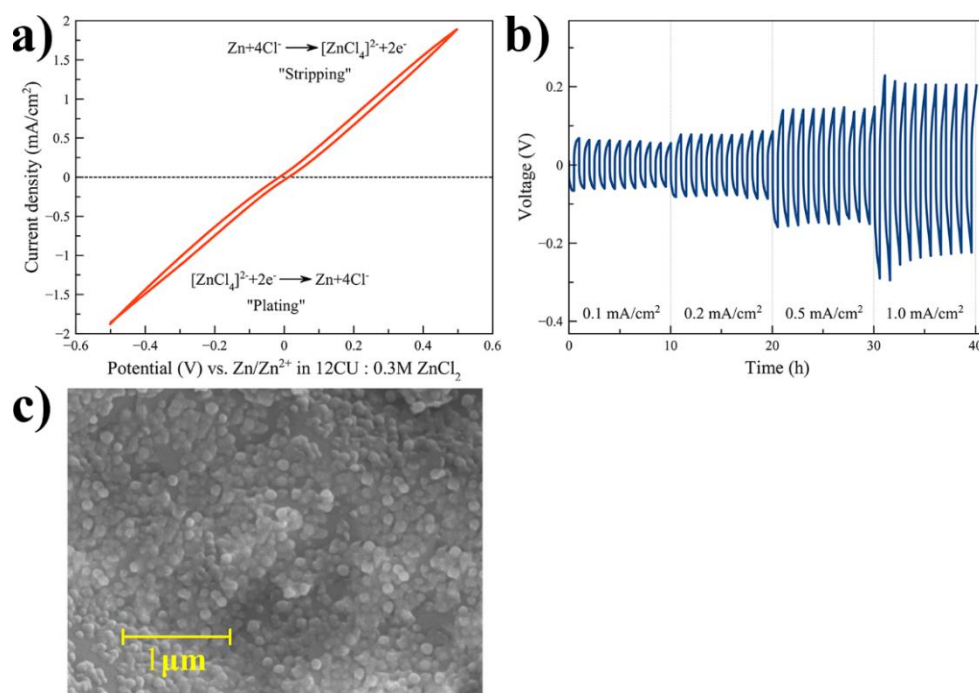 a)
Current density (mA/cm²)
2
1.5
1
0.5
0
−0.5
−1
−1.5
−2
Zn+4Cl⁻ ⟶ [ZnCl₄]²⁻+2e⁻
"Stripping"
[ZnCl₄]²⁻+2e⁻ ⟶ Zn+4Cl⁻
"Plating"
−0.6 −0.4 −0.2 0 0.2 0.4 0.6
Potential (V) vs. Zn/Zn²⁺ in 12CU : 0.3M ZnCl₂
b)
Voltage (V)
0.2
0
−0.2
−0.4
0.1 mA/cm² 0.2 mA/cm² 0.5 mA/cm² 1.0 mA/cm²
0 10 20 30 40
Time (h)
c)
1 μm